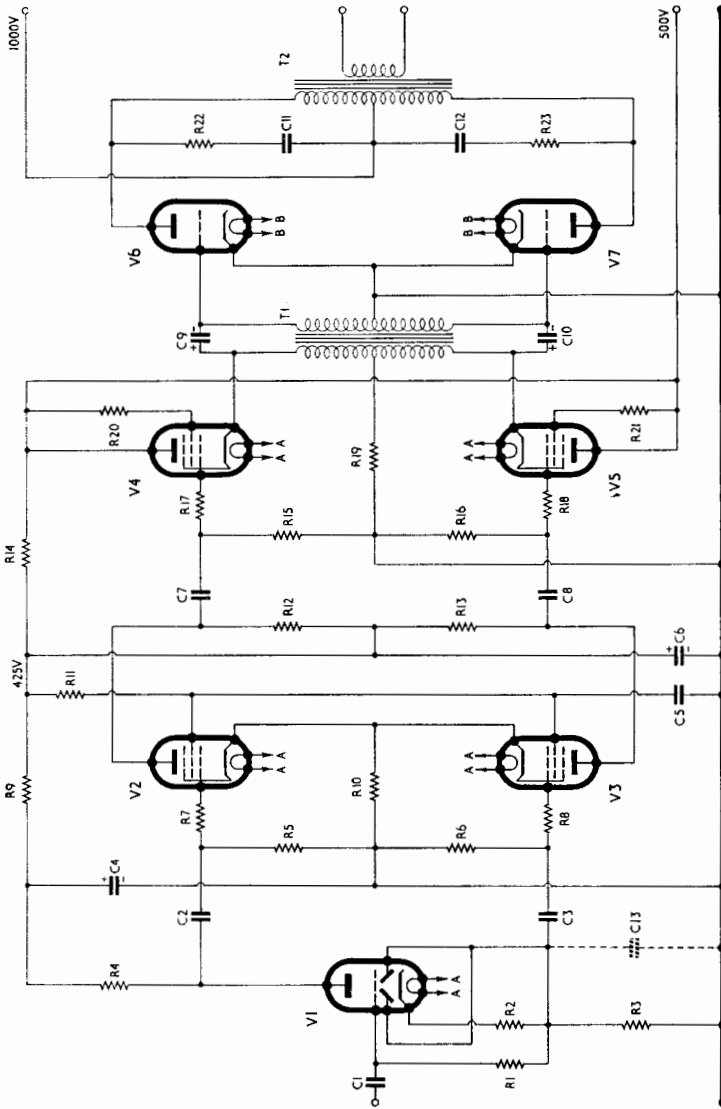 1000V
T2
R22
C11
C12
R23
500V
V6
B
B
B
B
V7
C9
+
-
T1
C10
+
-
R20
V4
A
A
R19
A
A
R21
V5
R17
R15
R16
R18
R14
C7
R12
R13
C8
C6
+
-
425V
R11
C5
V2
A
A
R10
A
A
V3
R9
R7
R5
R6
R8
C4
+
-
C2
C3
R4
C13
V1
A
A
R2
R3
C1
R1